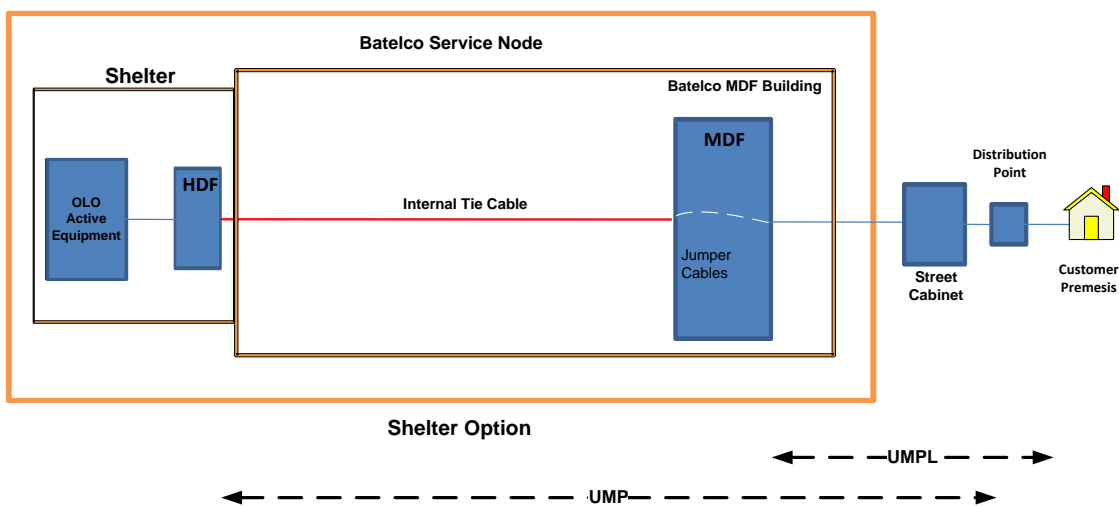 Batelco Service Node
Shelter
Batelco MDF Building
MDF
HDF
OLO
Active
Equipment
Internal Tie Cable
Jumper
Cables
Distribution
Point
Street
Cabinet
Customer
Premesis
Shelter Option
UMPL
UMP